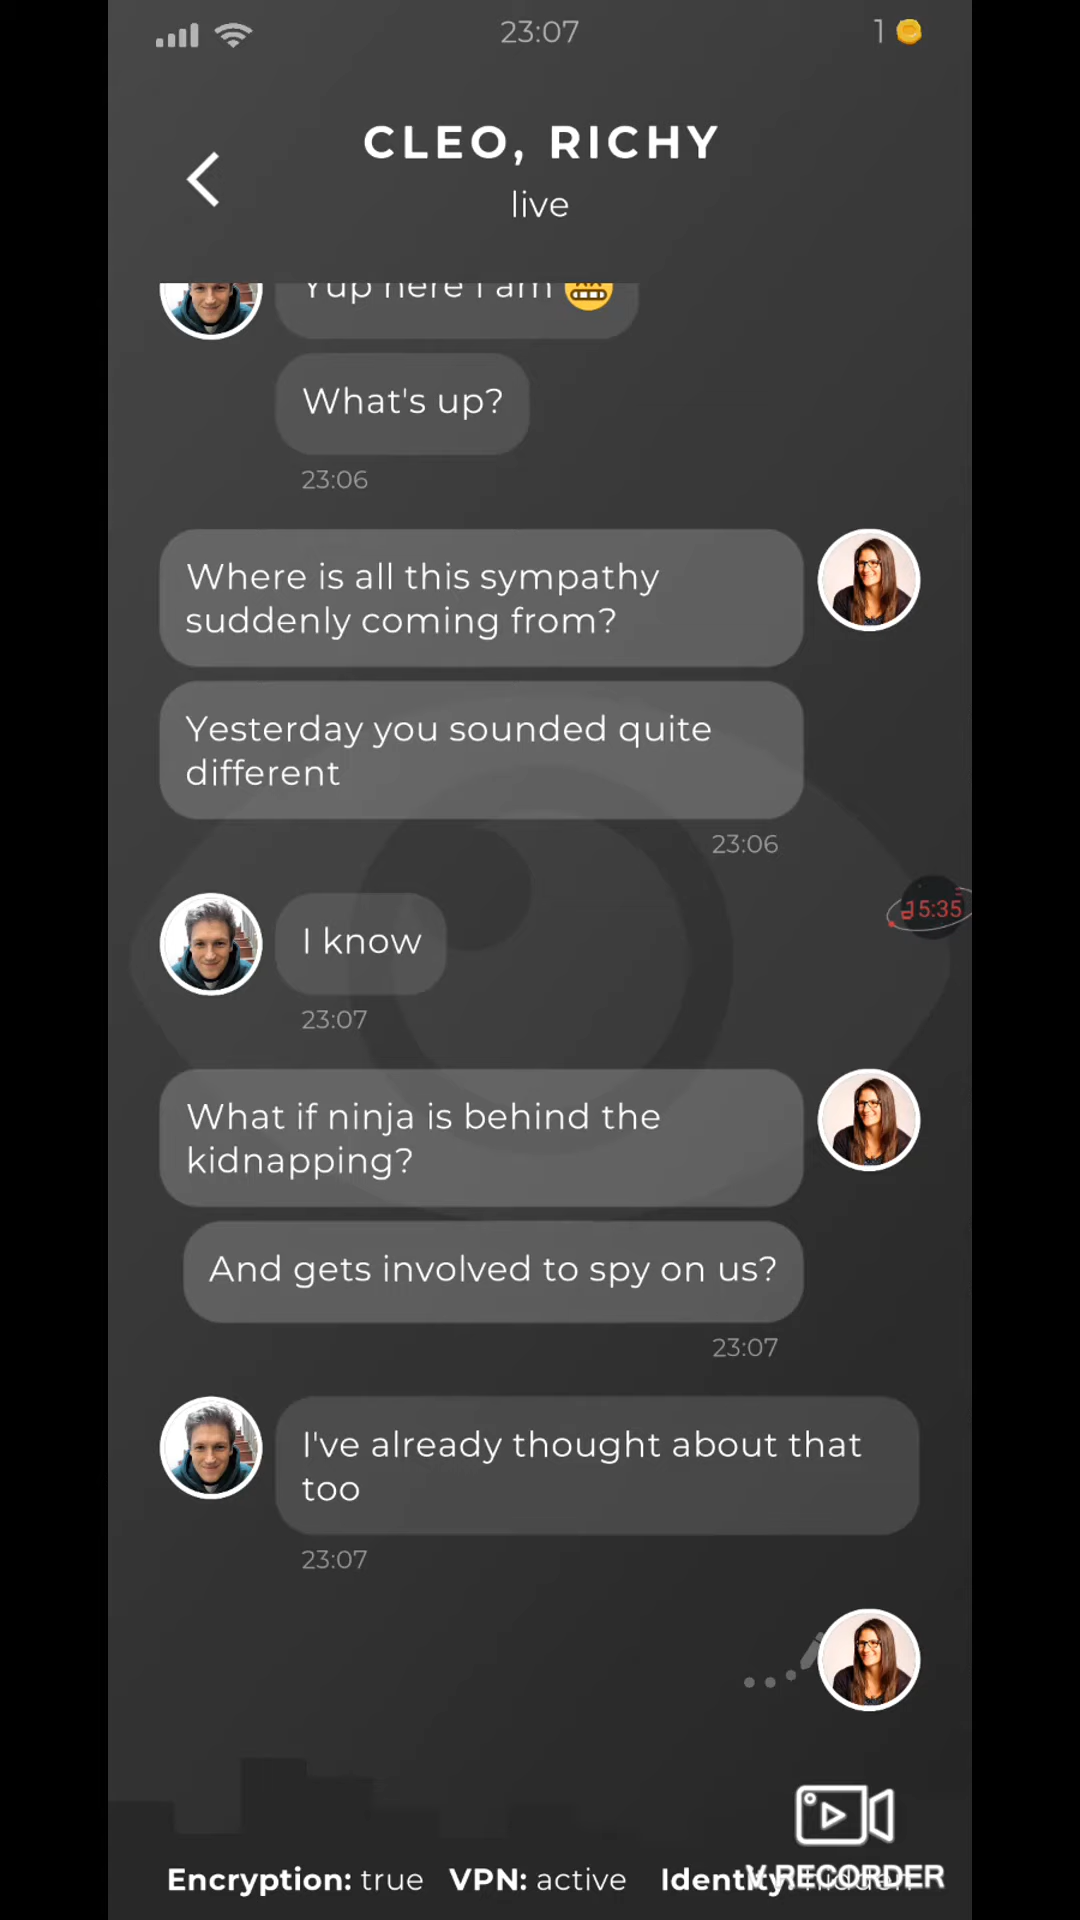 23:07
1
CLEO, RICHY
live
Yup here I am
What's up?
23:06
Where is all this sympathy
suddenly coming from?
Yesterday you sounded quite
different
23:06
I know
23:07
5:35
What if ninja is behind the
kidnapping?
And gets involved to spy on us?
23:07
I've already thought about that
too
23:07
Encryption: true VPN: active Identity: hidden
V RECORDER